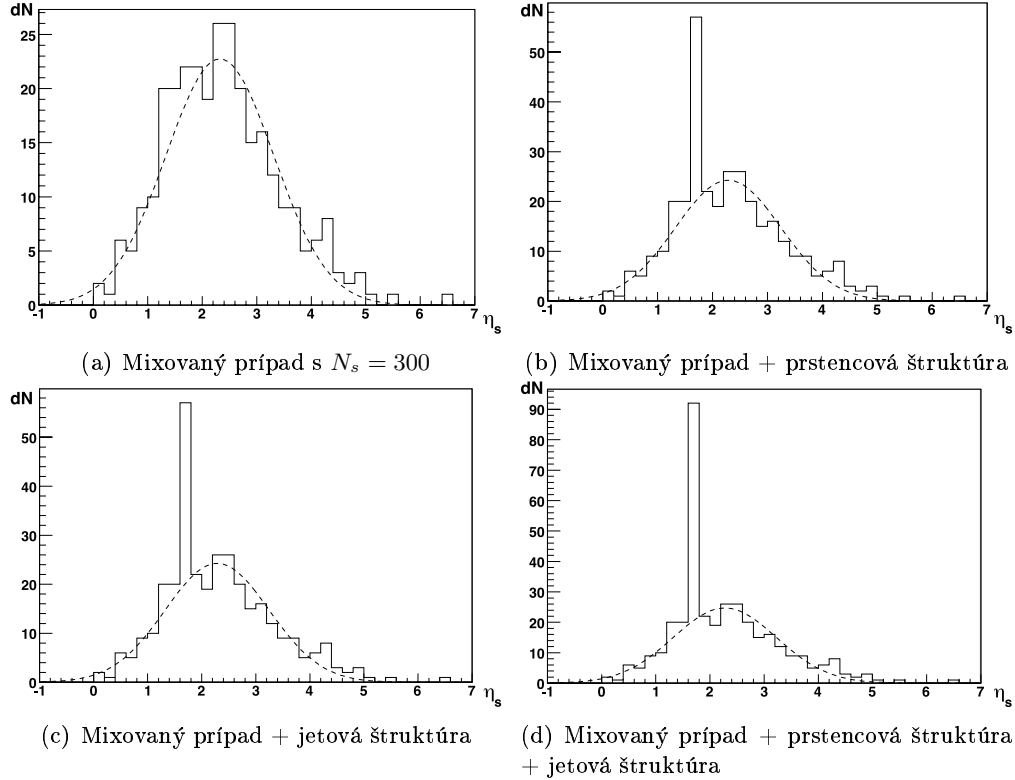 dN
25
20
15
10
5
0
-1 0 1 2 3 4 5 6 7
ηs
(a) Mixovaný prípad s Ns = 300
dN
50
40
30
20
10
0
-1 0 1 2 3 4 5 6 7
ηs
(b) Mixovaný prípad + prstencová štruktúra
dN
50
40
30
20
10
0
-1 0 1 2 3 4 5 6 7
ηs
(c) Mixovaný prípad + jetová štruktúra
dN
90
80
70
60
50
40
30
20
10
0
-1 0 1 2 3 4 5 6 7
ηs
(d) Mixovaný prípad + prstencová štruktúra
+ jetová štruktúra